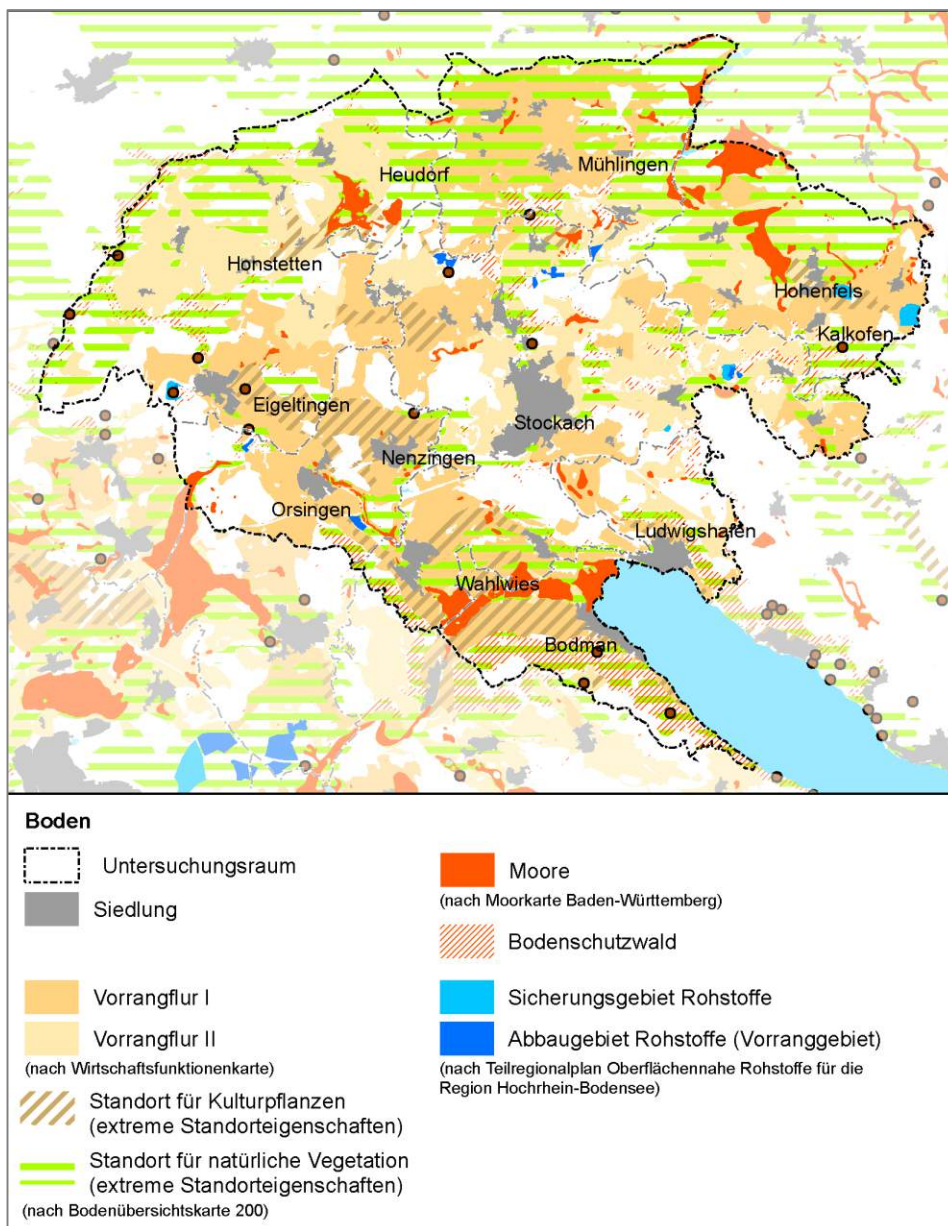 Heudorf
Mühlingen
Honstetten
Hohenfels
Kalkofen
Eigeltingen
Stockach
Nenzingen
Orsingen
Ludwigshafen
Wahlwies
Bodman
Boden
Untersuchungsraum
Siedlung
Vorrangflur I
Vorrangflur II
(nach Wirtschaftsfunktionenkarte)
Standort für Kulturpflanzen
(extreme Standorteigenschaften)
Standort für natürliche Vegetation
(extreme Standorteigenschaften)
(nach Bodenübersichtskarte 200)
Moore
(nach Moorkarte Baden-Württemberg)
Bodenschutzwald
Sicherungsgebiet Rohstoffe
Abbaugebiet Rohstoffe (Vorranggebiet)
(nach Teilregionalplan Oberflächennahe Rohstoffe für die
Region Hochrhein-Bodensee)